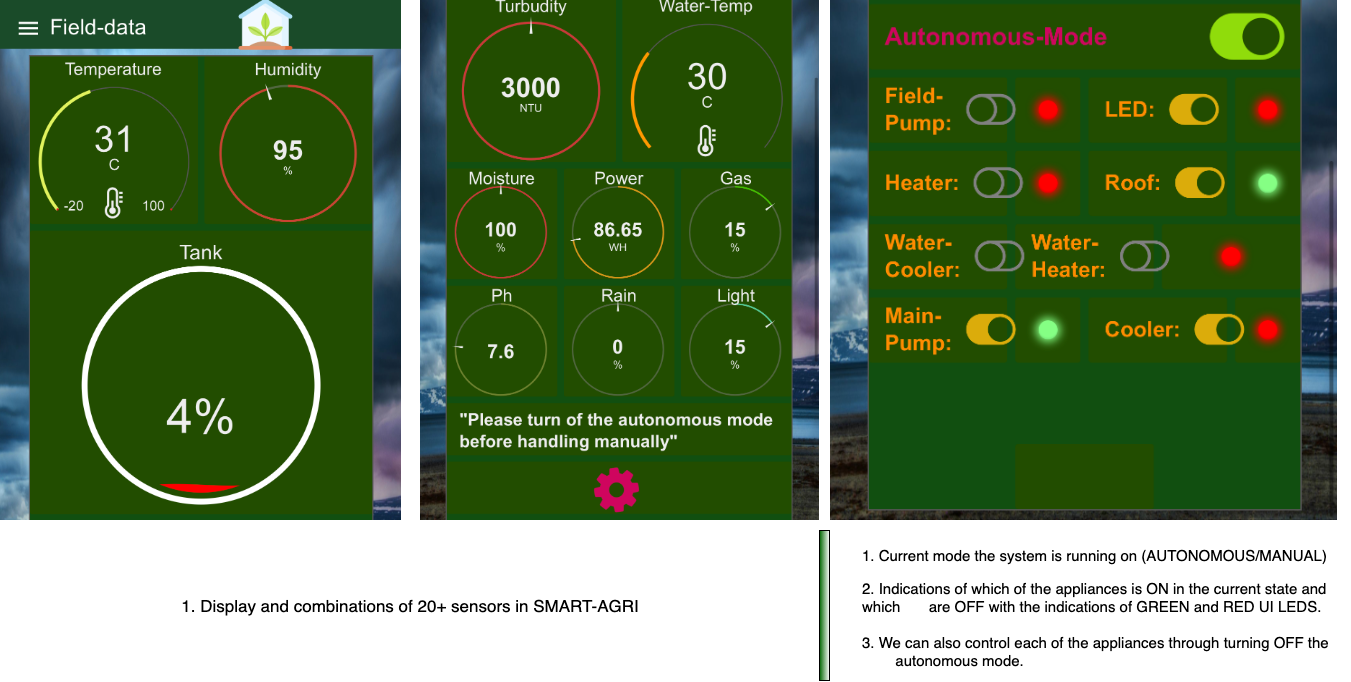 Field-data
Temperature
Humidity
31
C
-20
100
95
%
Tank
4%
Turbudity
Water-Temp
3000
NTU
30
C
Moisture
Power
Gas
100
%
86.65
WH
15
%
Ph
Rain
Light
7.6
0
%
15
%
"Please turn of the autonomous mode
before handling manually"
Autonomous-Mode
Field-
Pump:
LED:
Heater:
Roof:
Water-
Cooler:
Water-
Heater:
Main-
Pump:
Cooler:
1. Display and combinations of 20+ sensors in SMART-AGRI
1. Current mode the system is running on (AUTONOMOUS/MANUAL)
2. Indications of which of the appliances is ON in the current state and
which are OFF with the indications of GREEN and RED UI LEDS.
3. We can also control each of the appliances through turning OFF the
autonomous mode.